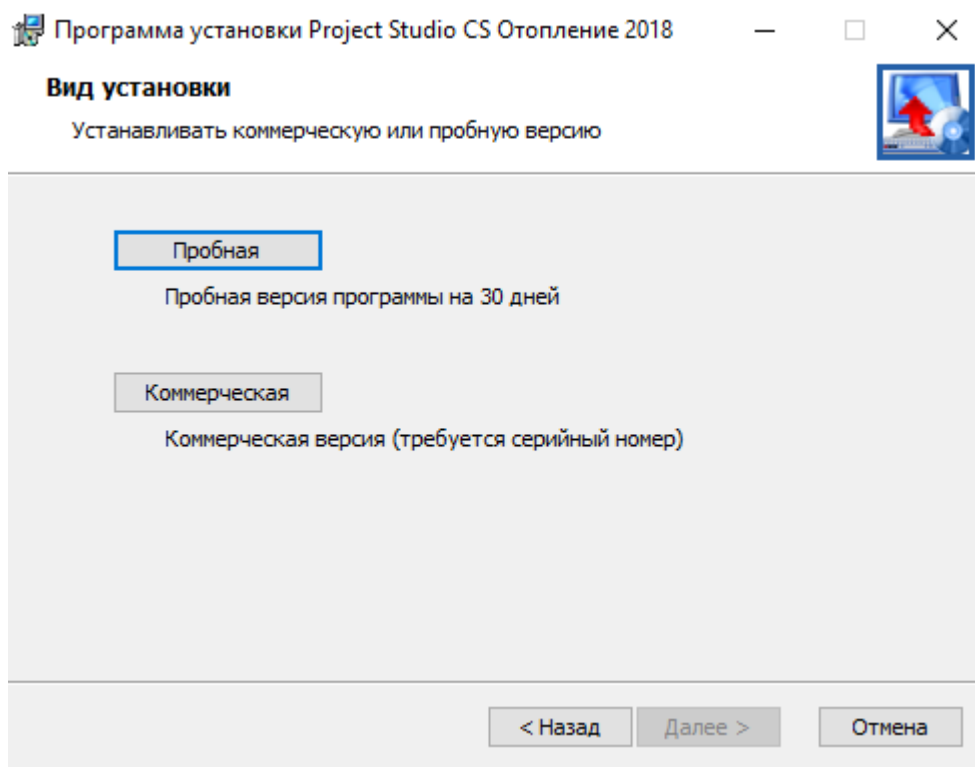 Программа установки Project Studio CS Отопление 2018
Вид установки
Устанавливать коммерческую или пробную версию
Пробная
Пробная версия программы на 30 дней
Коммерческая
Коммерческая версия (требуется серийный номер)
< Назад
Далее >
Отмена